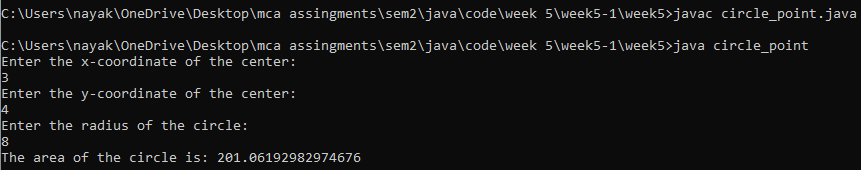 C:\Users\nayak\OneDrive\Desktop\mca assingments\sem2\java\code\week 5\week5-1\week5>javac circle_point.java
C:\Users\nayak\OneDrive\Desktop\mca assingments\sem2\java\code\week 5\week5-1\week5>java circle_point
Enter the x-coordinate of the center:
3
Enter the y-coordinate of the center:
4
Enter the radius of the circle:
8
The area of the circle is: 201.06192982974676